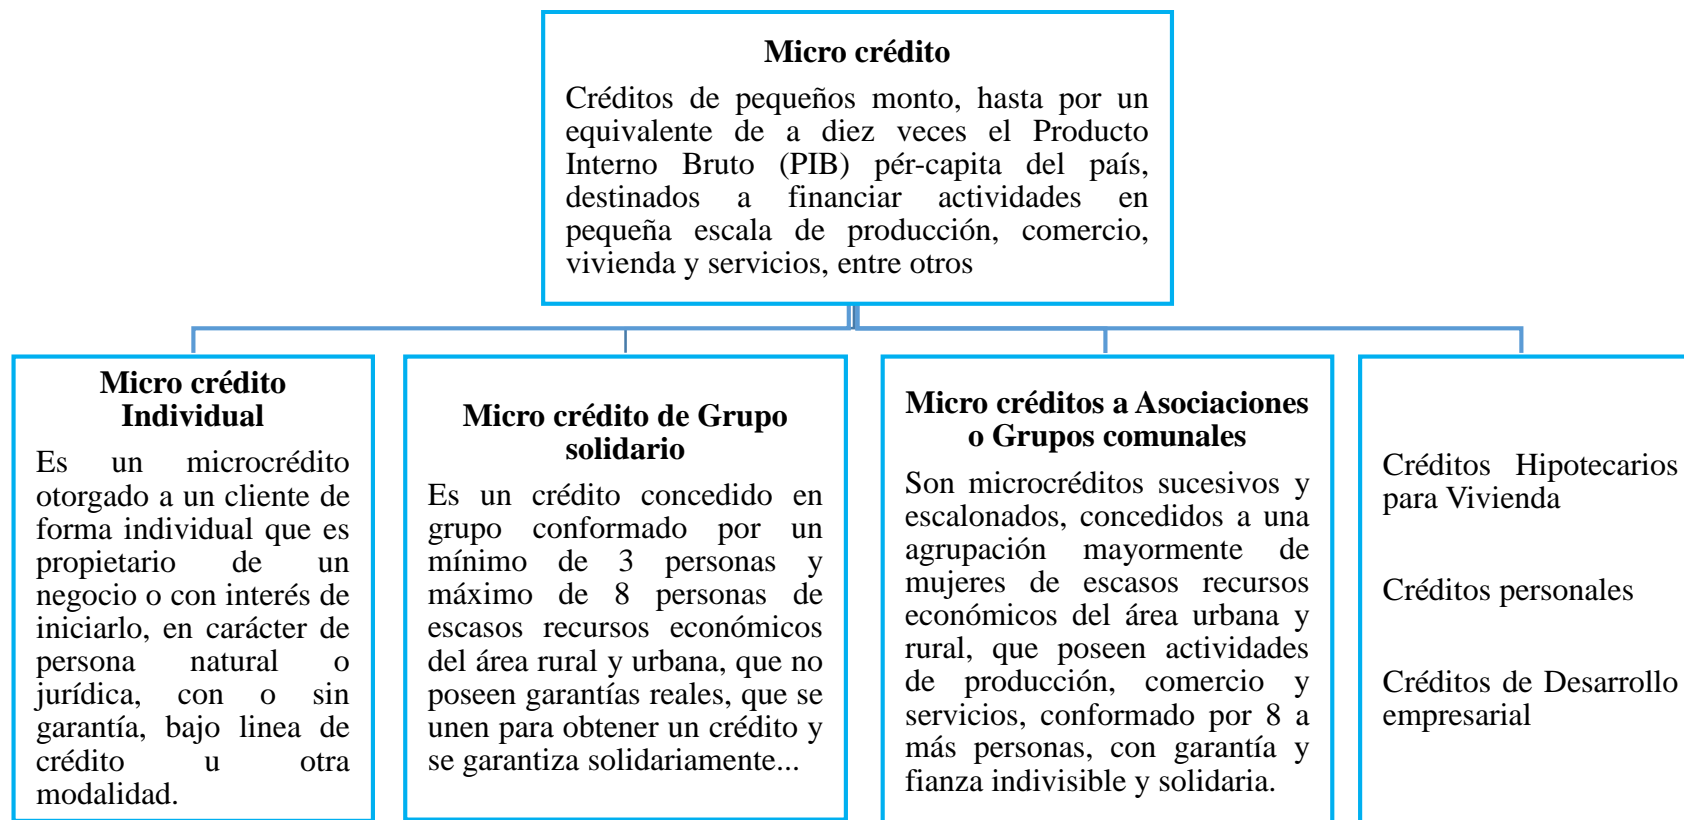 Micro crédito
Créditos de pequeños monto, hasta por un
equivalente de a diez veces el Producto
Interno Bruto (PIB) pér-capita del país,
destinados a financiar actividades en
pequeña escala de producción, comercio,
vivienda y servicios, entre otros
Micro crédito
Individual
Es un microcrédito
otorgado a un cliente de
forma individual que es
propietario de un
negocio o con interés de
iniciarlo, en carácter de
persona natural o
jurídica, con o sin
garantía, bajo linea de
crédito u otra
modalidad.
Micro crédito de Grupo
solidario
Es un crédito concedido en
grupo conformado por un
mínimo de 3 personas y
máximo de 8 personas de
escasos recursos económicos
del área rural y urbana, que no
poseen garantías reales, que se
unen para obtener un crédito y
se garantiza solidariamente...
Micro créditos a Asociaciones
o Grupos comunales
Son microcréditos sucesivos y
escalonados, concedidos a una
agrupación mayormente de
mujeres de escasos recursos
económicos del área urbana y
rural, que poseen actividades
de producción, comercio y
servicios, conformado por 8 a
más personas, con garantía y
fianza indivisible y solidaria.
Créditos Hipotecarios
para Vivienda
Créditos personales
Créditos de Desarrollo
empresarial